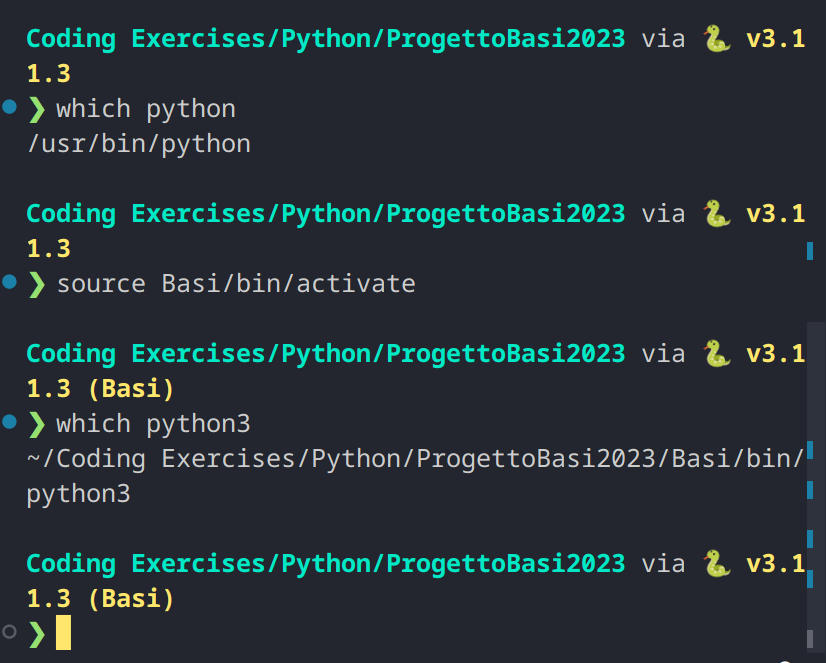 Coding Exercises/Python/ProgettoBasi2023 via 🐍 v3.1
1.3
❯ which python
/usr/bin/python
Coding Exercises/Python/ProgettoBasi2023 via 🐍 v3.1
1.3
❯ source Basi/bin/activate
Coding Exercises/Python/ProgettoBasi2023 via 🐍 v3.1
1.3 (Basi)
❯ which python3
~/Coding Exercises/Python/ProgettoBasi2023/Basi/bin/
python3
Coding Exercises/Python/ProgettoBasi2023 via 🐍 v3.1
1.3 (Basi)
❯